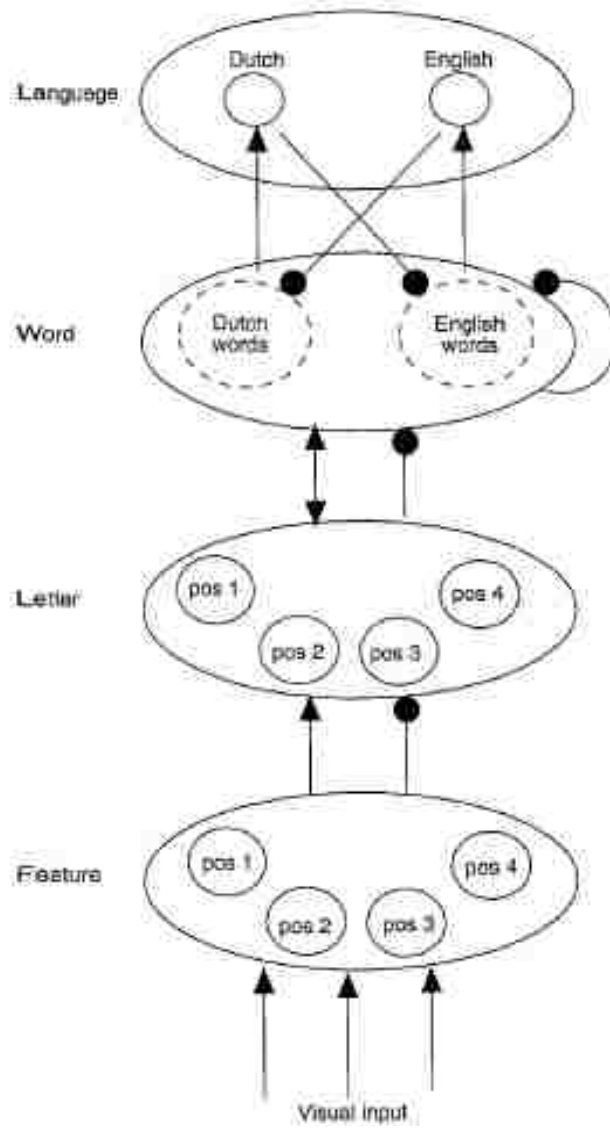 Dutch English
Language
Dutch
words
English
words
Word
pos 1
pos 4
Letter
pos 2
pos 3
pos 1
pos 4
Feature
pos 2
pos 3
Visual input